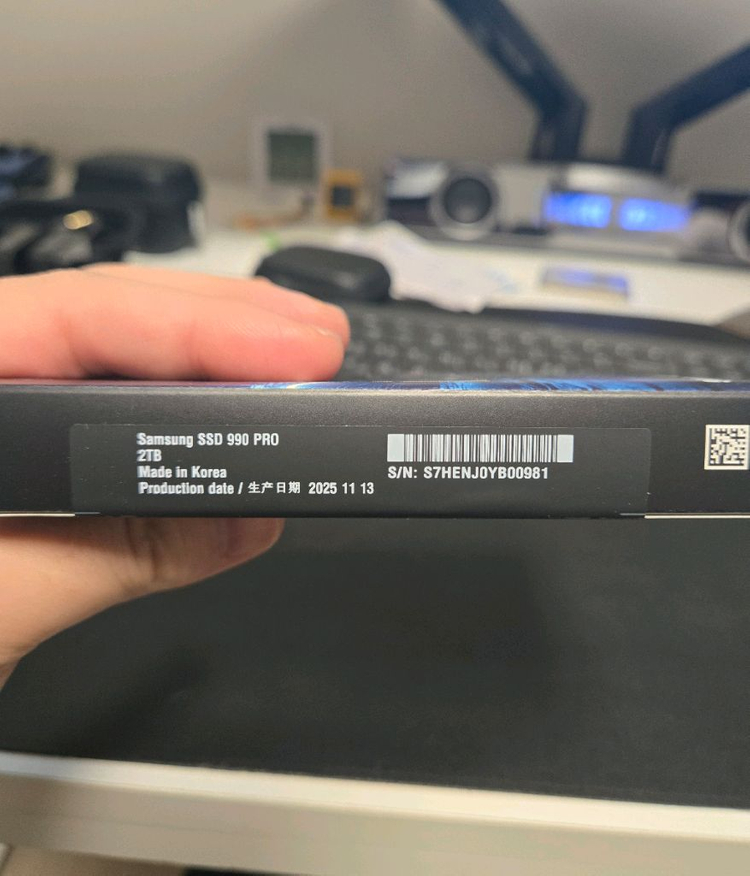 Samsung SSD 990 PRO
2TB
Made in Korea
Production date / 生产日期 2025 11 13
S/N: S7HENJ0YB00981